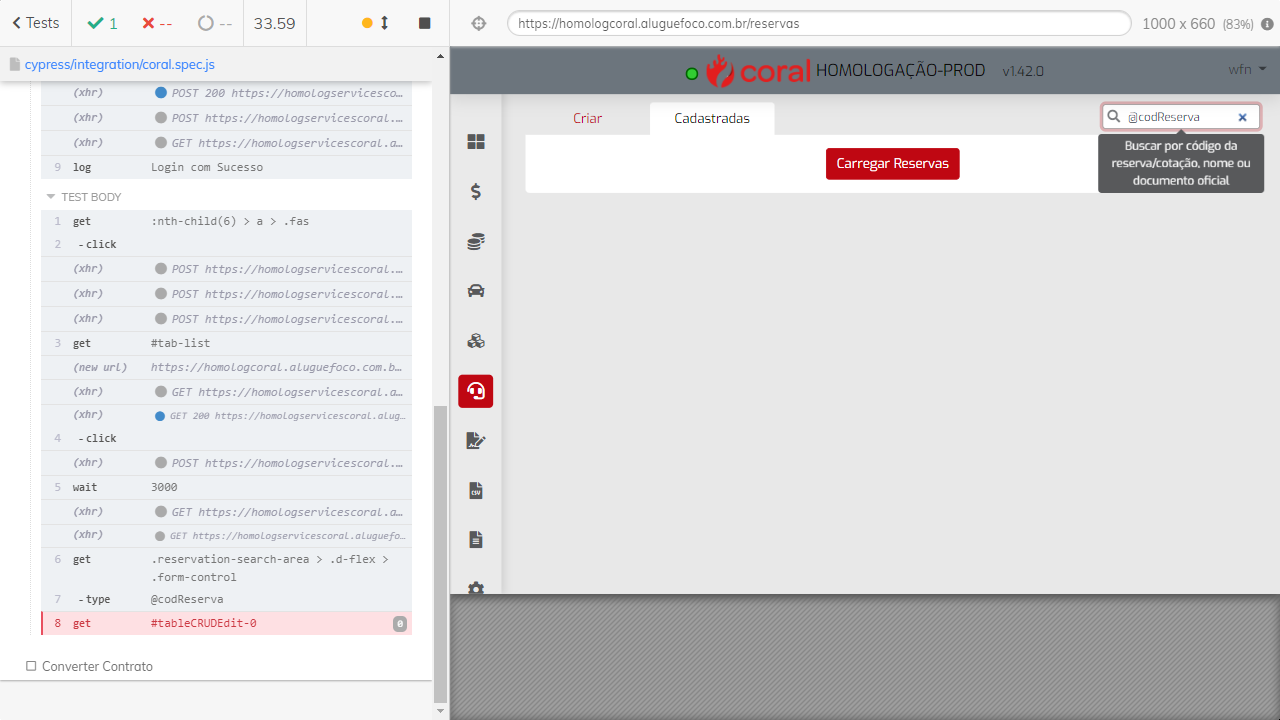 Tests
1
--
--
33.59
https://homologcoral.aluguefoco.com.br/reservas
1000 x 660 (83%)
cypress/integration/coral.spec.js
(xhr) POST 200 https://homologservicesco...
(xhr) POST https://homologservicescoral....
(xhr) GET https://homologservicescoral.a...
9 log Login com Sucesso
TEST BODY
1 get :nth-child(6) > a > .fas
2 -click
(xhr) POST https://homologservicescoral....
(xhr) POST https://homologservicescoral....
(xhr) POST https://homologservicescoral....
3 get #tab-list
(new url) https://homologcoral.aluguefoco.com.b...
(xhr) GET https://homologservicescoral.a...
(xhr) GET 200 https://homologservicescoral.alug...
4 -click
(xhr) POST https://homologservicescoral....
5 wait 3000
(xhr) GET https://homologservicescoral.a...
(xhr) GET https://homologservicescoral.aluguefo...
6 get .reservation-search-area > .d-flex >
.form-control
7 -type @codReserva
8 get #tableCRUDEdit-0 0
Converter Contrato
coral HOMOLOGAÇÃO-PROD v1.42.0
wfn
Criar
Cadastradas
@codReserva
Carregar Reservas
Buscar por código da
reserva/cotação, nome ou
documento oficial
CSV